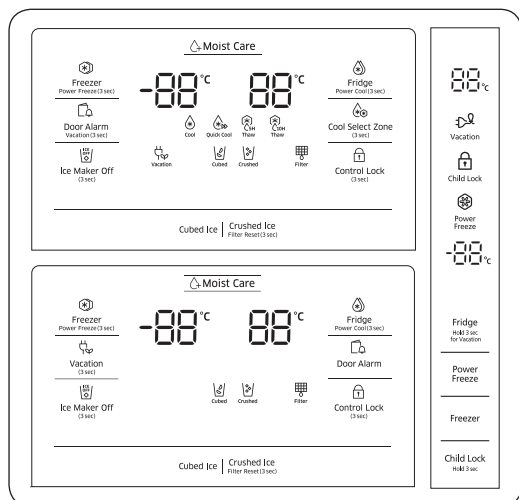 Moist Care
Freezer
Power Freeze (3 sec)
-88 °C
88 °C
Fridge
Power Cool (3 sec)
Door Alarm
Vacation (3 sec)
Cool
Quick Cool
5H
Thaw
10H
Thaw
Cool Select Zone
(3 sec)
ICE OFF
Ice Maker Off
(3 sec)
Vacation
Cubed
Crushed
Filter
Control Lock
(3 sec)
Cubed Ice | Crushed Ice
Filter Reset (3 sec)
Moist Care
Freezer
Power Freeze (3 sec)
-88 °C
88 °C
Fridge
Power Cool (3 sec)
Vacation
(3 sec)
Door Alarm
ICE OFF
Ice Maker Off
(3 sec)
Cubed
Crushed
Filter
Control Lock
(3 sec)
Cubed Ice | Crushed Ice
Filter Reset (3 sec)
88 °C
Vacation
Child Lock
Power
Freeze
-88 °C
Fridge
Hold 3 sec
for Vacation
Power
Freeze
Freezer
Child Lock
Hold 3 sec